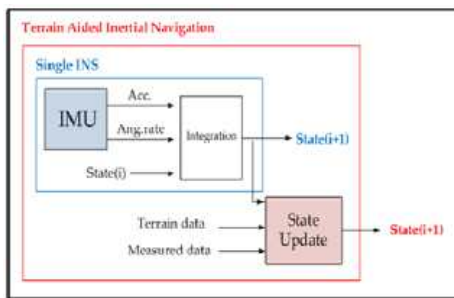 Terrain Aided Inertial Navigation
Single INS
Acc.
IMU
Ang.rate
Integration
State(i+1)
State(i)
State
Update
Terrain data
State(i+1)
Measured data